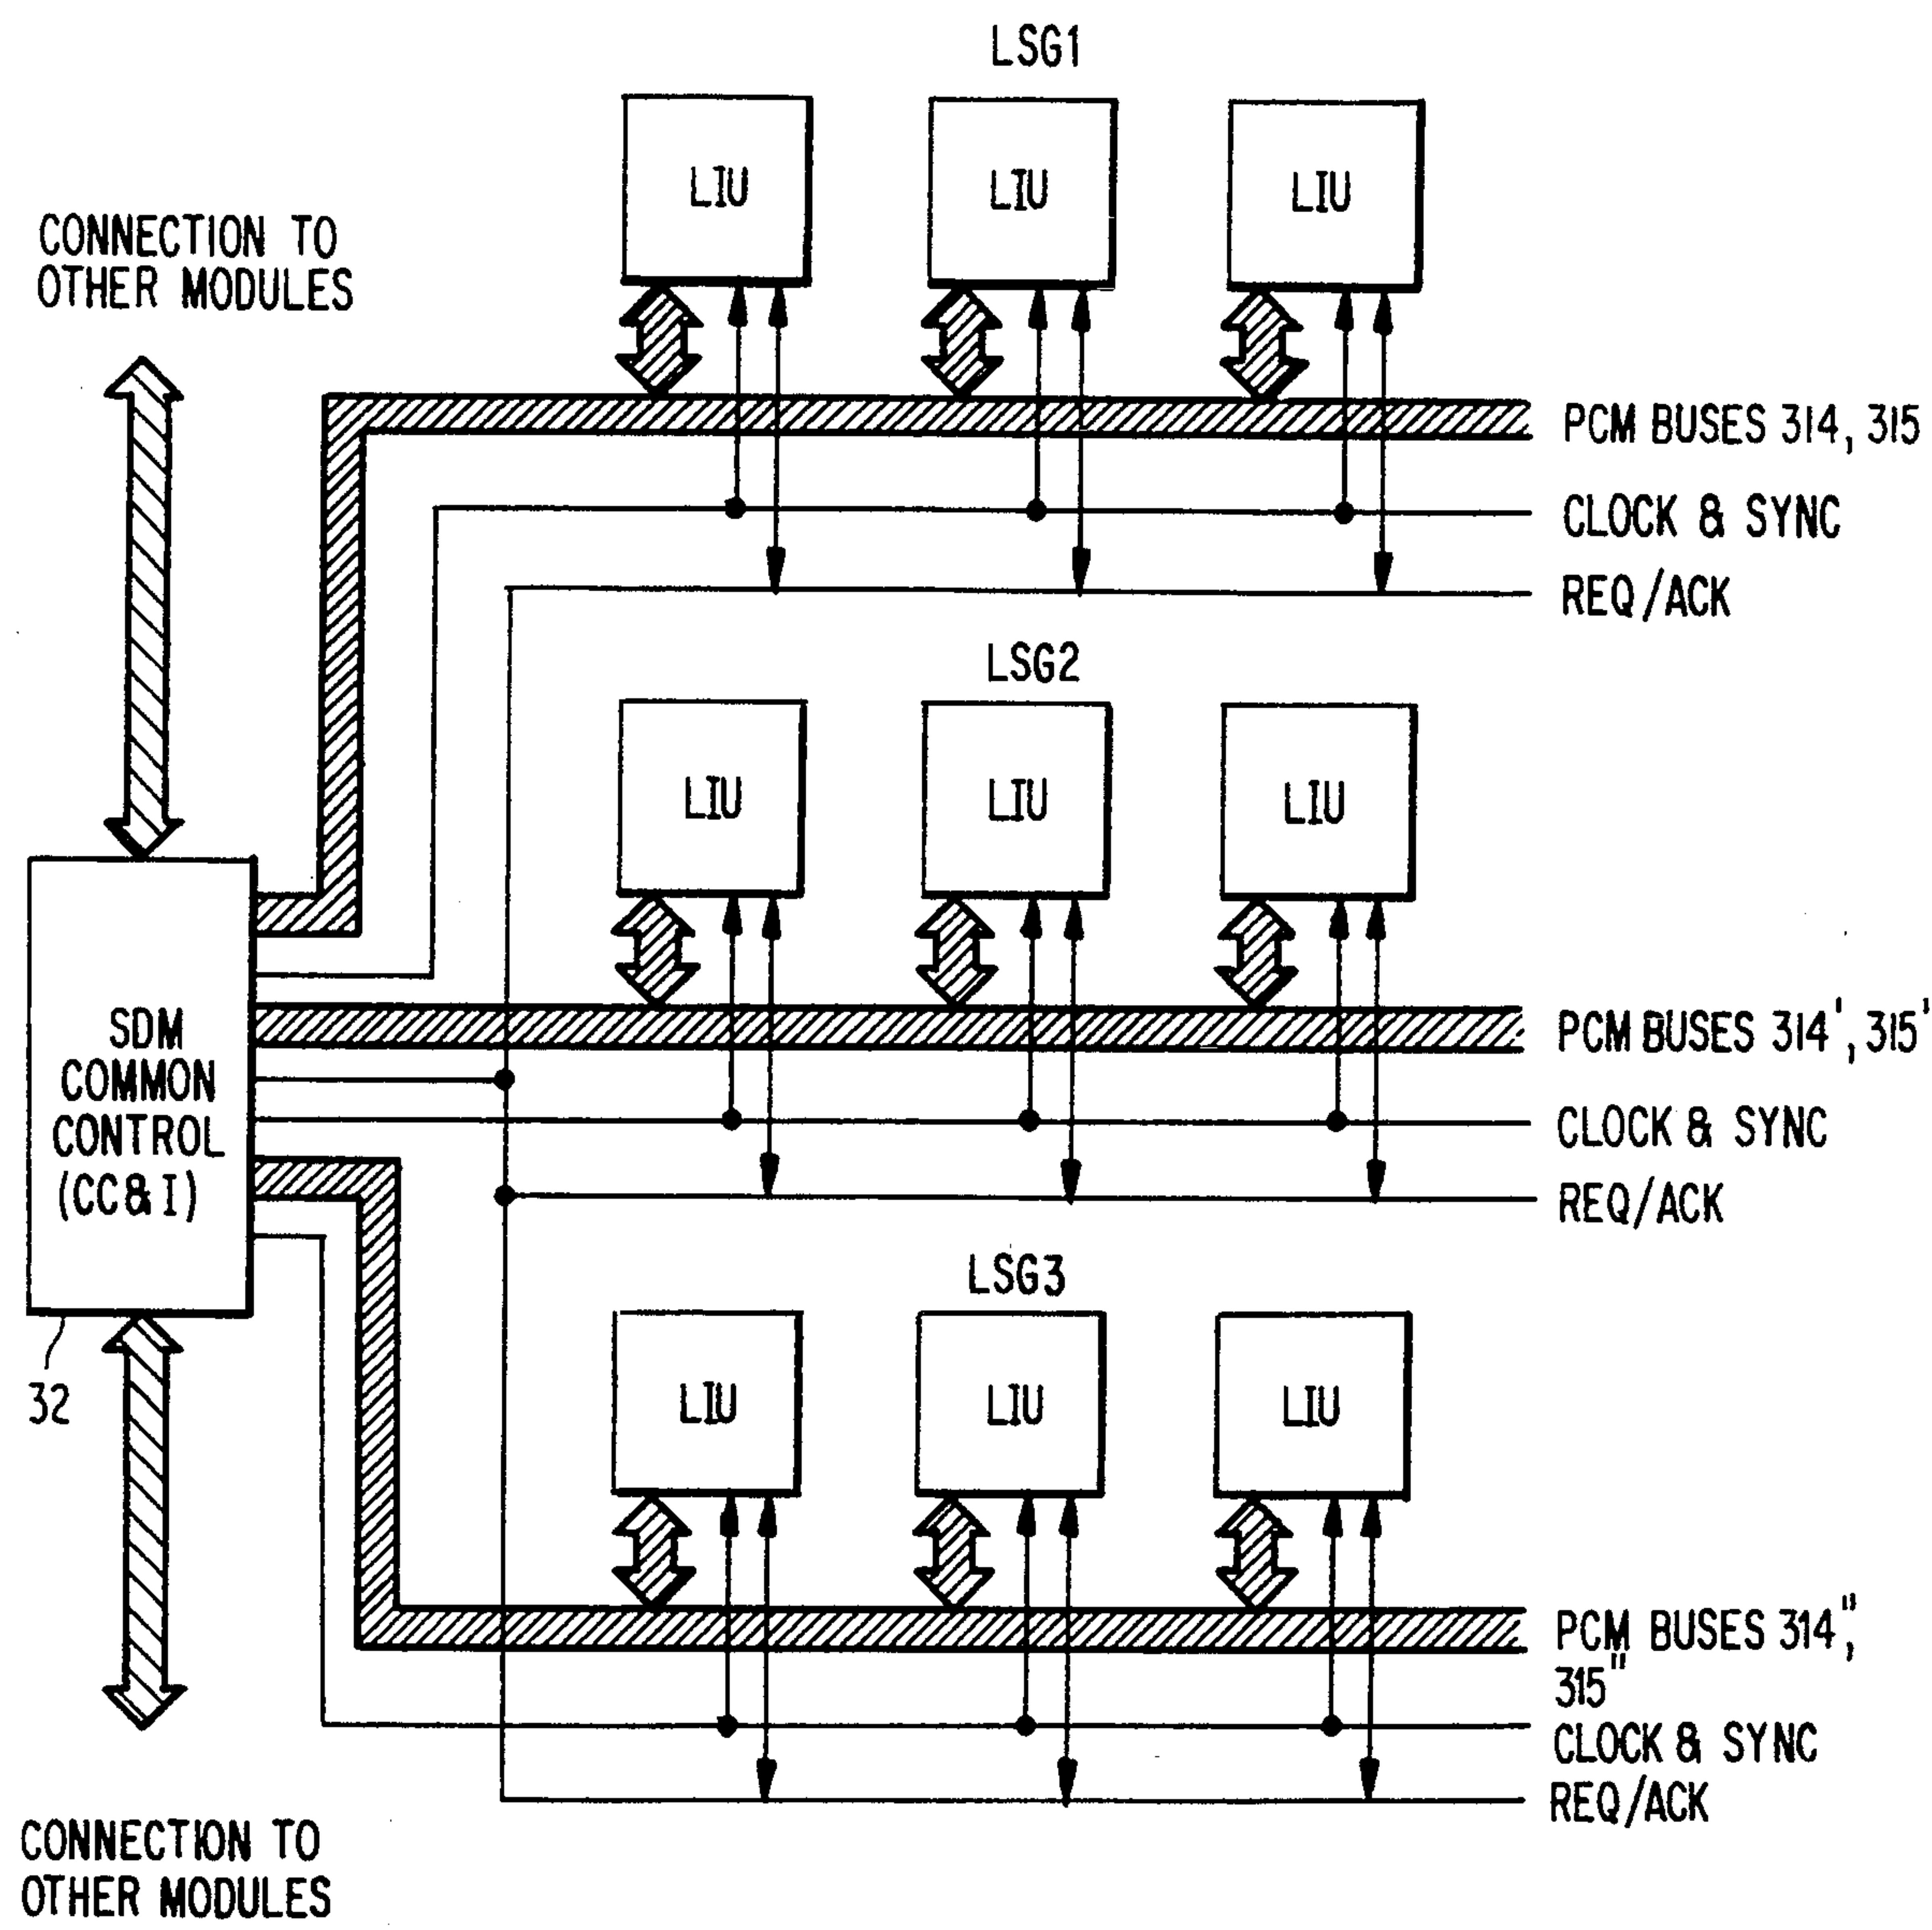 LSG1
LIU
LIU
LIU
CONNECTION TO
OTHER MODULES
PCM BUSES 314, 315
CLOCK & SYNC
REQ/ACK
LSG2
LIU
LIU
LIU
SDM
COMMON
CONTROL
(CC&I)
32
PCM BUSES 314', 315'
CLOCK & SYNC
REQ/ACK
LSG3
LIU
LIU
LIU
PCM BUSES 314",
315"
CLOCK & SYNC
REQ/ACK
CONNECTION TO
OTHER MODULES